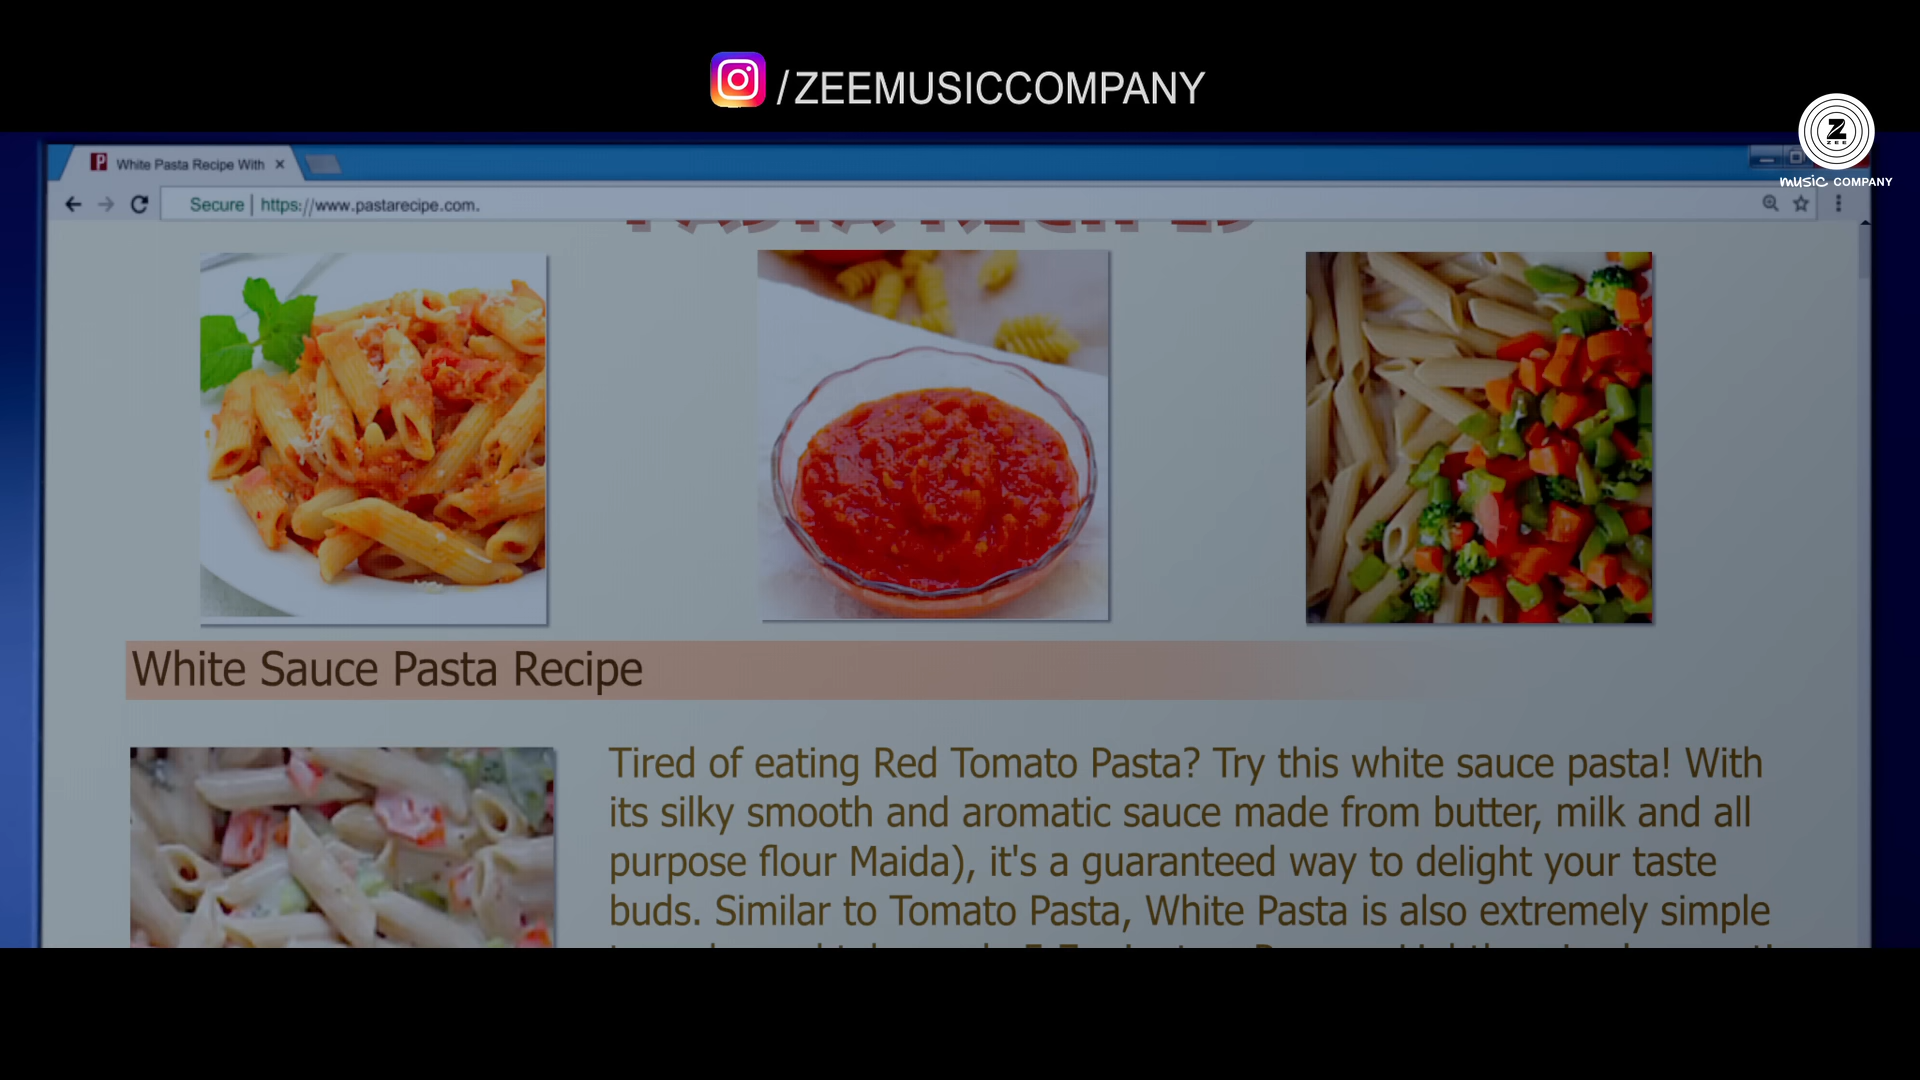 /ZEEMUSICCOMPANY
Z
ZEE
music COMPANY
P White Pasta Recipe With
Secure | https://www.pastarecipe.com.
PASTA RECIPES
White Sauce Pasta Recipe
Tired of eating Red Tomato Pasta? Try this white sauce pasta! With
its silky smooth and aromatic sauce made from butter, milk and all
purpose flour Maida), it's a guaranteed way to delight your taste
buds. Similar to Tomato Pasta, White Pasta is also extremely simple